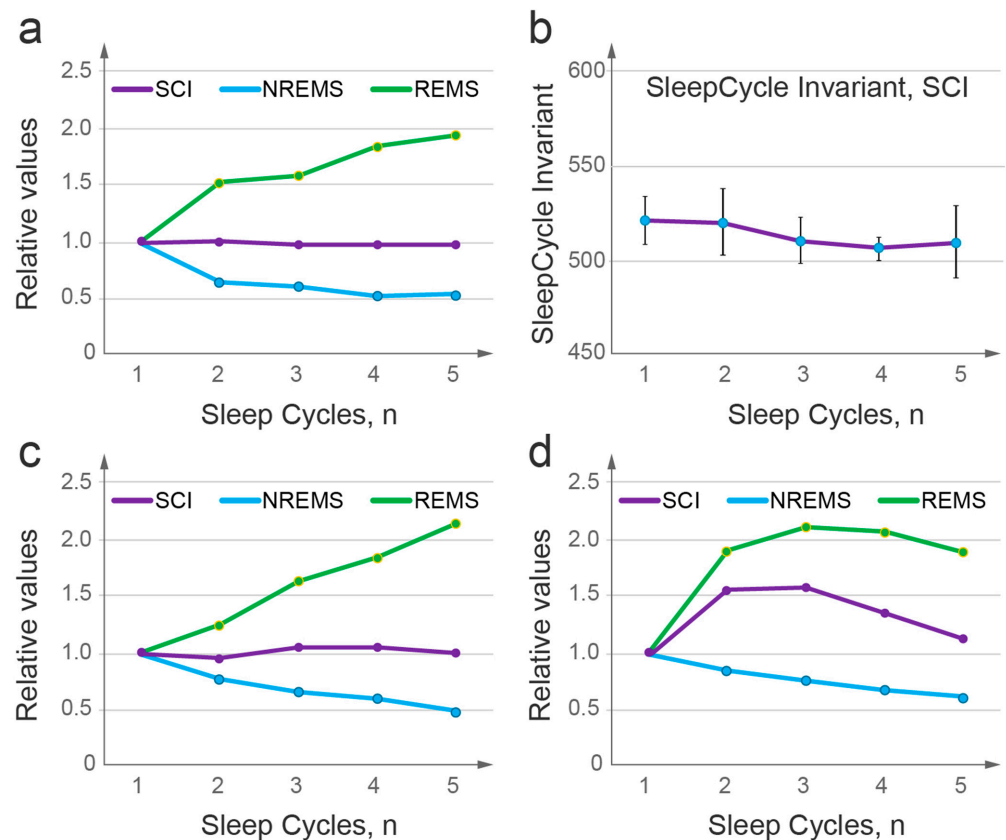 a
2.5
SCI NREMS REMS
2.0
1.5
1.0
0.5
0
Relative values
1 2 3 4 5
Sleep Cycles, n
b
600
SleepCycle Invariant, SCI
550
500
450
SleepCycle Invariant
1 2 3 4 5
Sleep Cycles, n
c
2.5
SCI NREMS REMS
2.0
1.5
1.0
0.5
0
Relative values
1 2 3 4 5
Sleep Cycles, n
d
2.5
SCI NREMS REMS
2.0
1.5
1.0
0.5
0
Relative values
1 2 3 4 5
Sleep Cycles, n